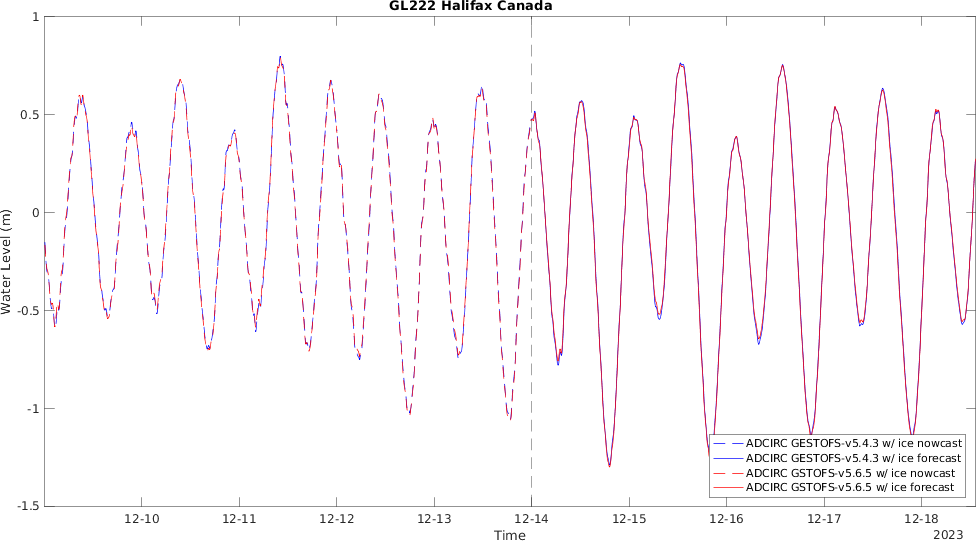 GL222 Halifax Canada
Water Level (m)
1
0.5
0
-0.5
-1
-1.5
ADCIRC GESTOFS-v5.4.3 w/ ice nowcast
ADCIRC GESTOFS-v5.4.3 w/ ice forecast
ADCIRC GSTOFS-v5.6.5 w/ ice nowcast
ADCIRC GSTOFS-v5.6.5 w/ ice forecast
12-10 12-11 12-12 12-13 12-14 12-15 12-16 12-17 12-18
Time
2023